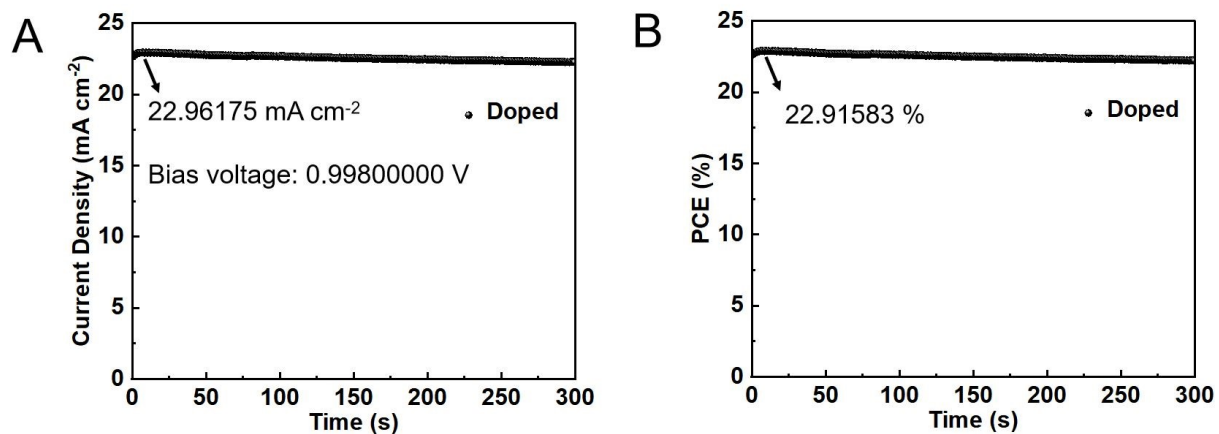 A
Current Density (mA cm-2)
25
20
15
10
5
0
22.96175 mA cm-2
Doped
Bias voltage: 0.99800000 V
0 50 100 150 200 250 300
Time (s)
B
PCE (%)
25
20
15
10
5
0
22.91583 %
Doped
0 50 100 150 200 250 300
Time (s)